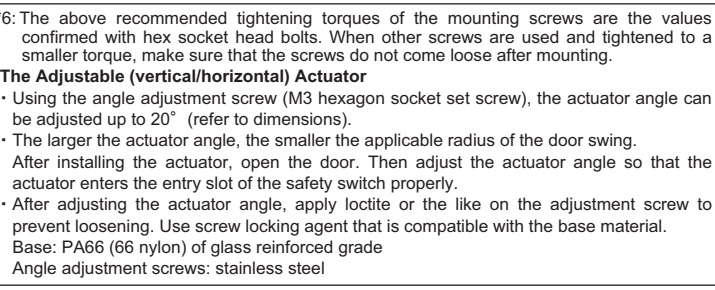 6: The above recommended tightening torques of the mounting screws are the values
confirmed with hex socket head bolts. When other screws are used and tightened to a
smaller torque, make sure that the screws do not come loose after mounting.
The Adjustable (vertical/horizontal) Actuator
・Using the angle adjustment screw (M3 hexagon socket set screw), the actuator angle can
be adjusted up to 20° (refer to dimensions).
・The larger the actuator angle, the smaller the applicable radius of the door swing.
After installing the actuator, open the door. Then adjust the actuator angle so that the
actuator enters the entry slot of the safety switch properly.
・After adjusting the actuator angle, apply loctite or the like on the adjustment screw to
prevent loosening. Use screw locking agent that is compatible with the base material.
Base: PA66 (66 nylon) of glass reinforced grade
Angle adjustment screws: stainless steel